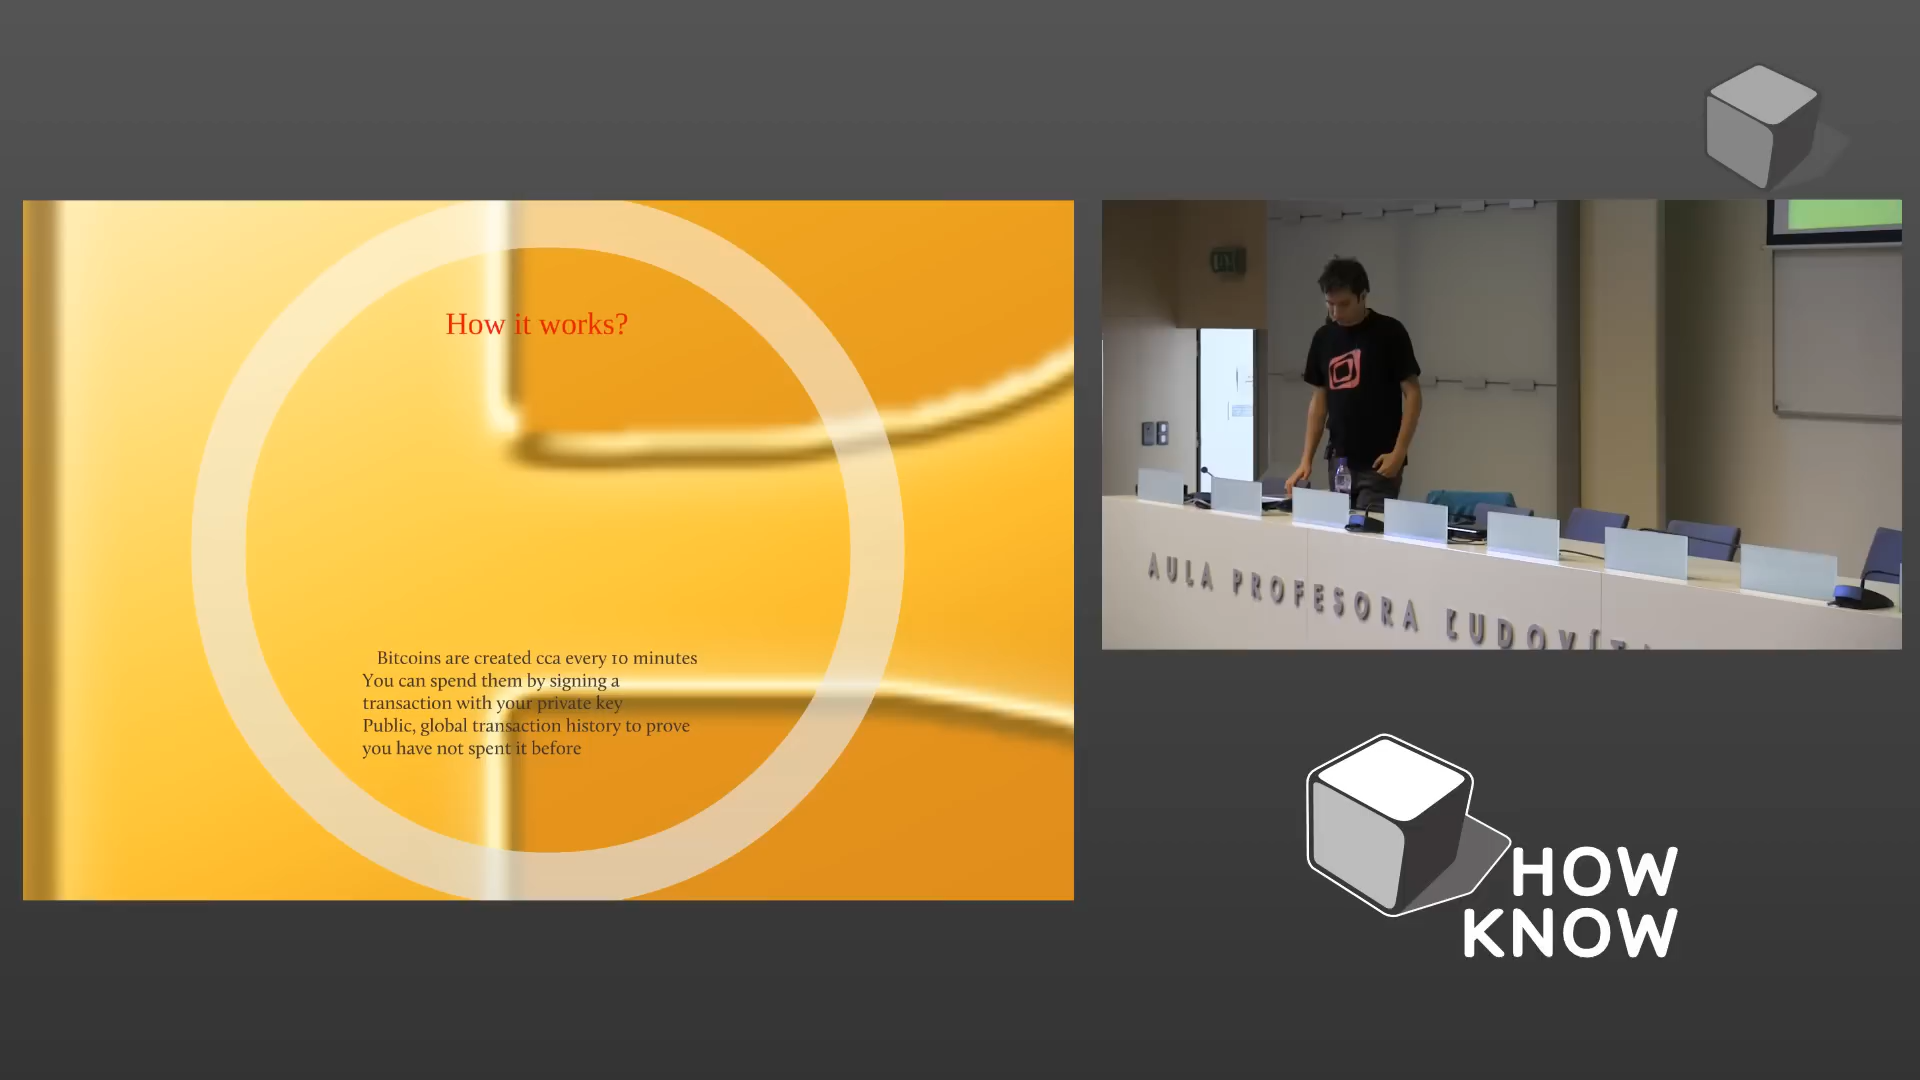 How it works?
Bitcoins are created cca every 10 minutes
You can spend them by signing a
transaction with your private key
Public, global transaction history to prove
you have not spent it before
AULA PROFESORA ĽUDOVÍTA
HOW
KNOW